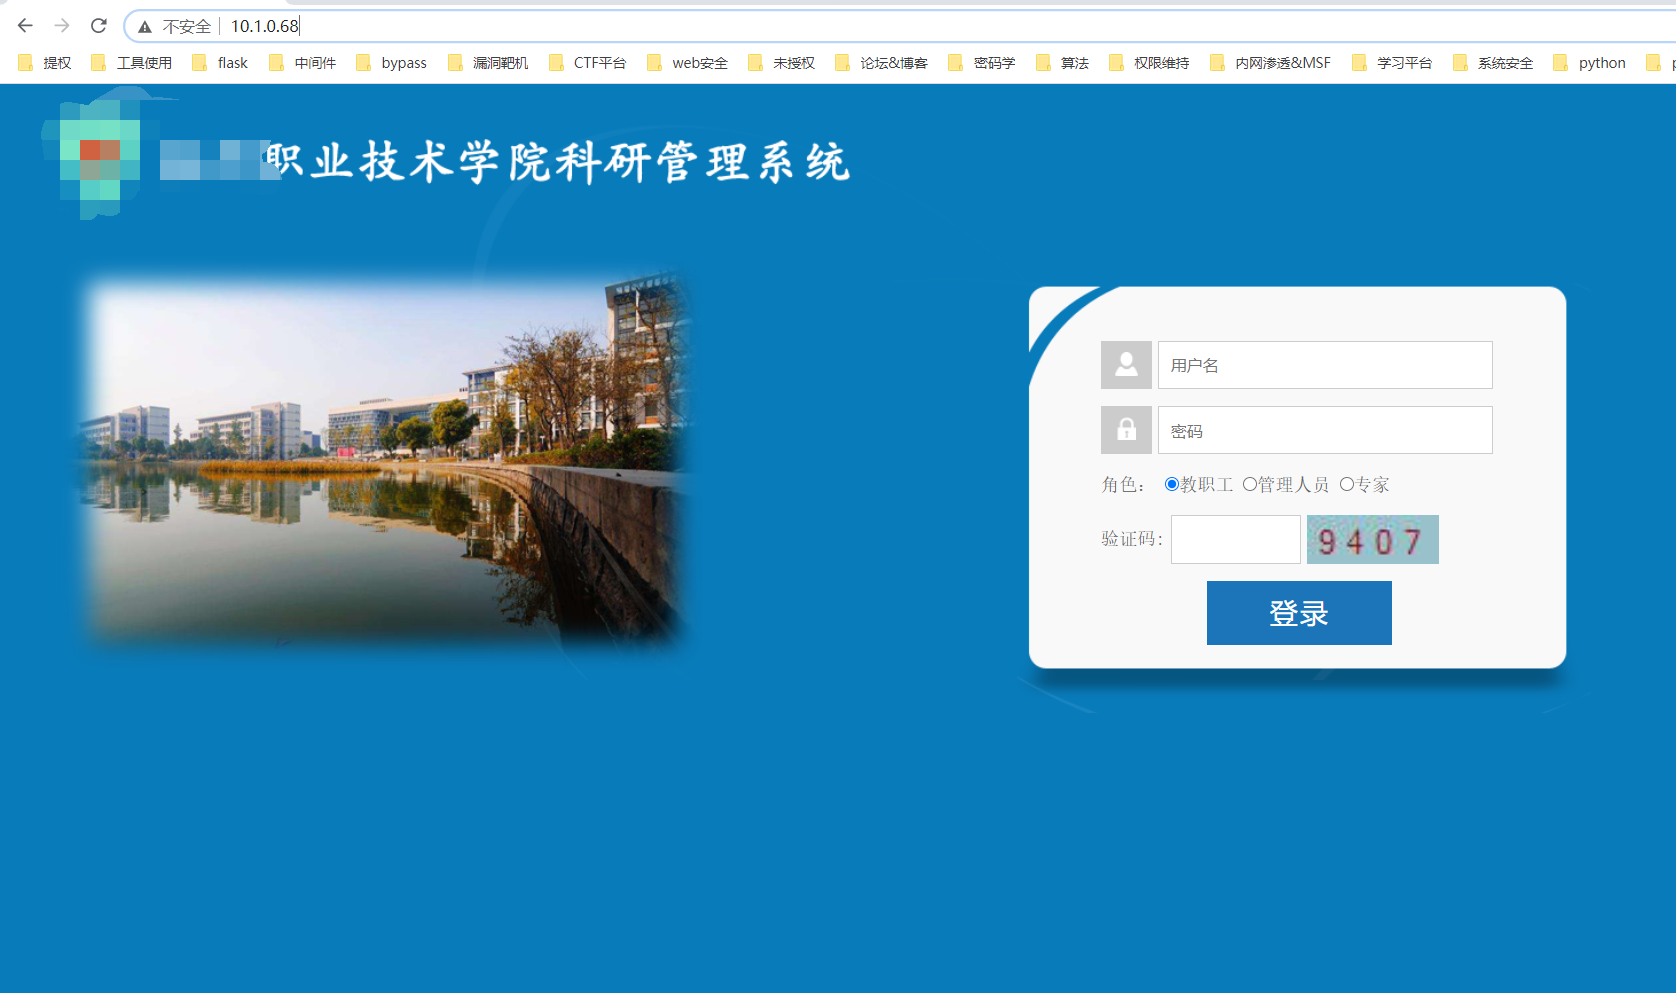 不安全 10.1.0.68
提权 工具使用 flask 中间件 bypass 漏洞靶机 CTF平台 web安全 未授权 论坛&博客 密码学 算法 权限维持 内网渗透&MSF 学习平台 系统安全 python
职业技术学院科研管理系统
用户名
密码
角色： 教职工 管理人员 专家
验证码： 9407
登录